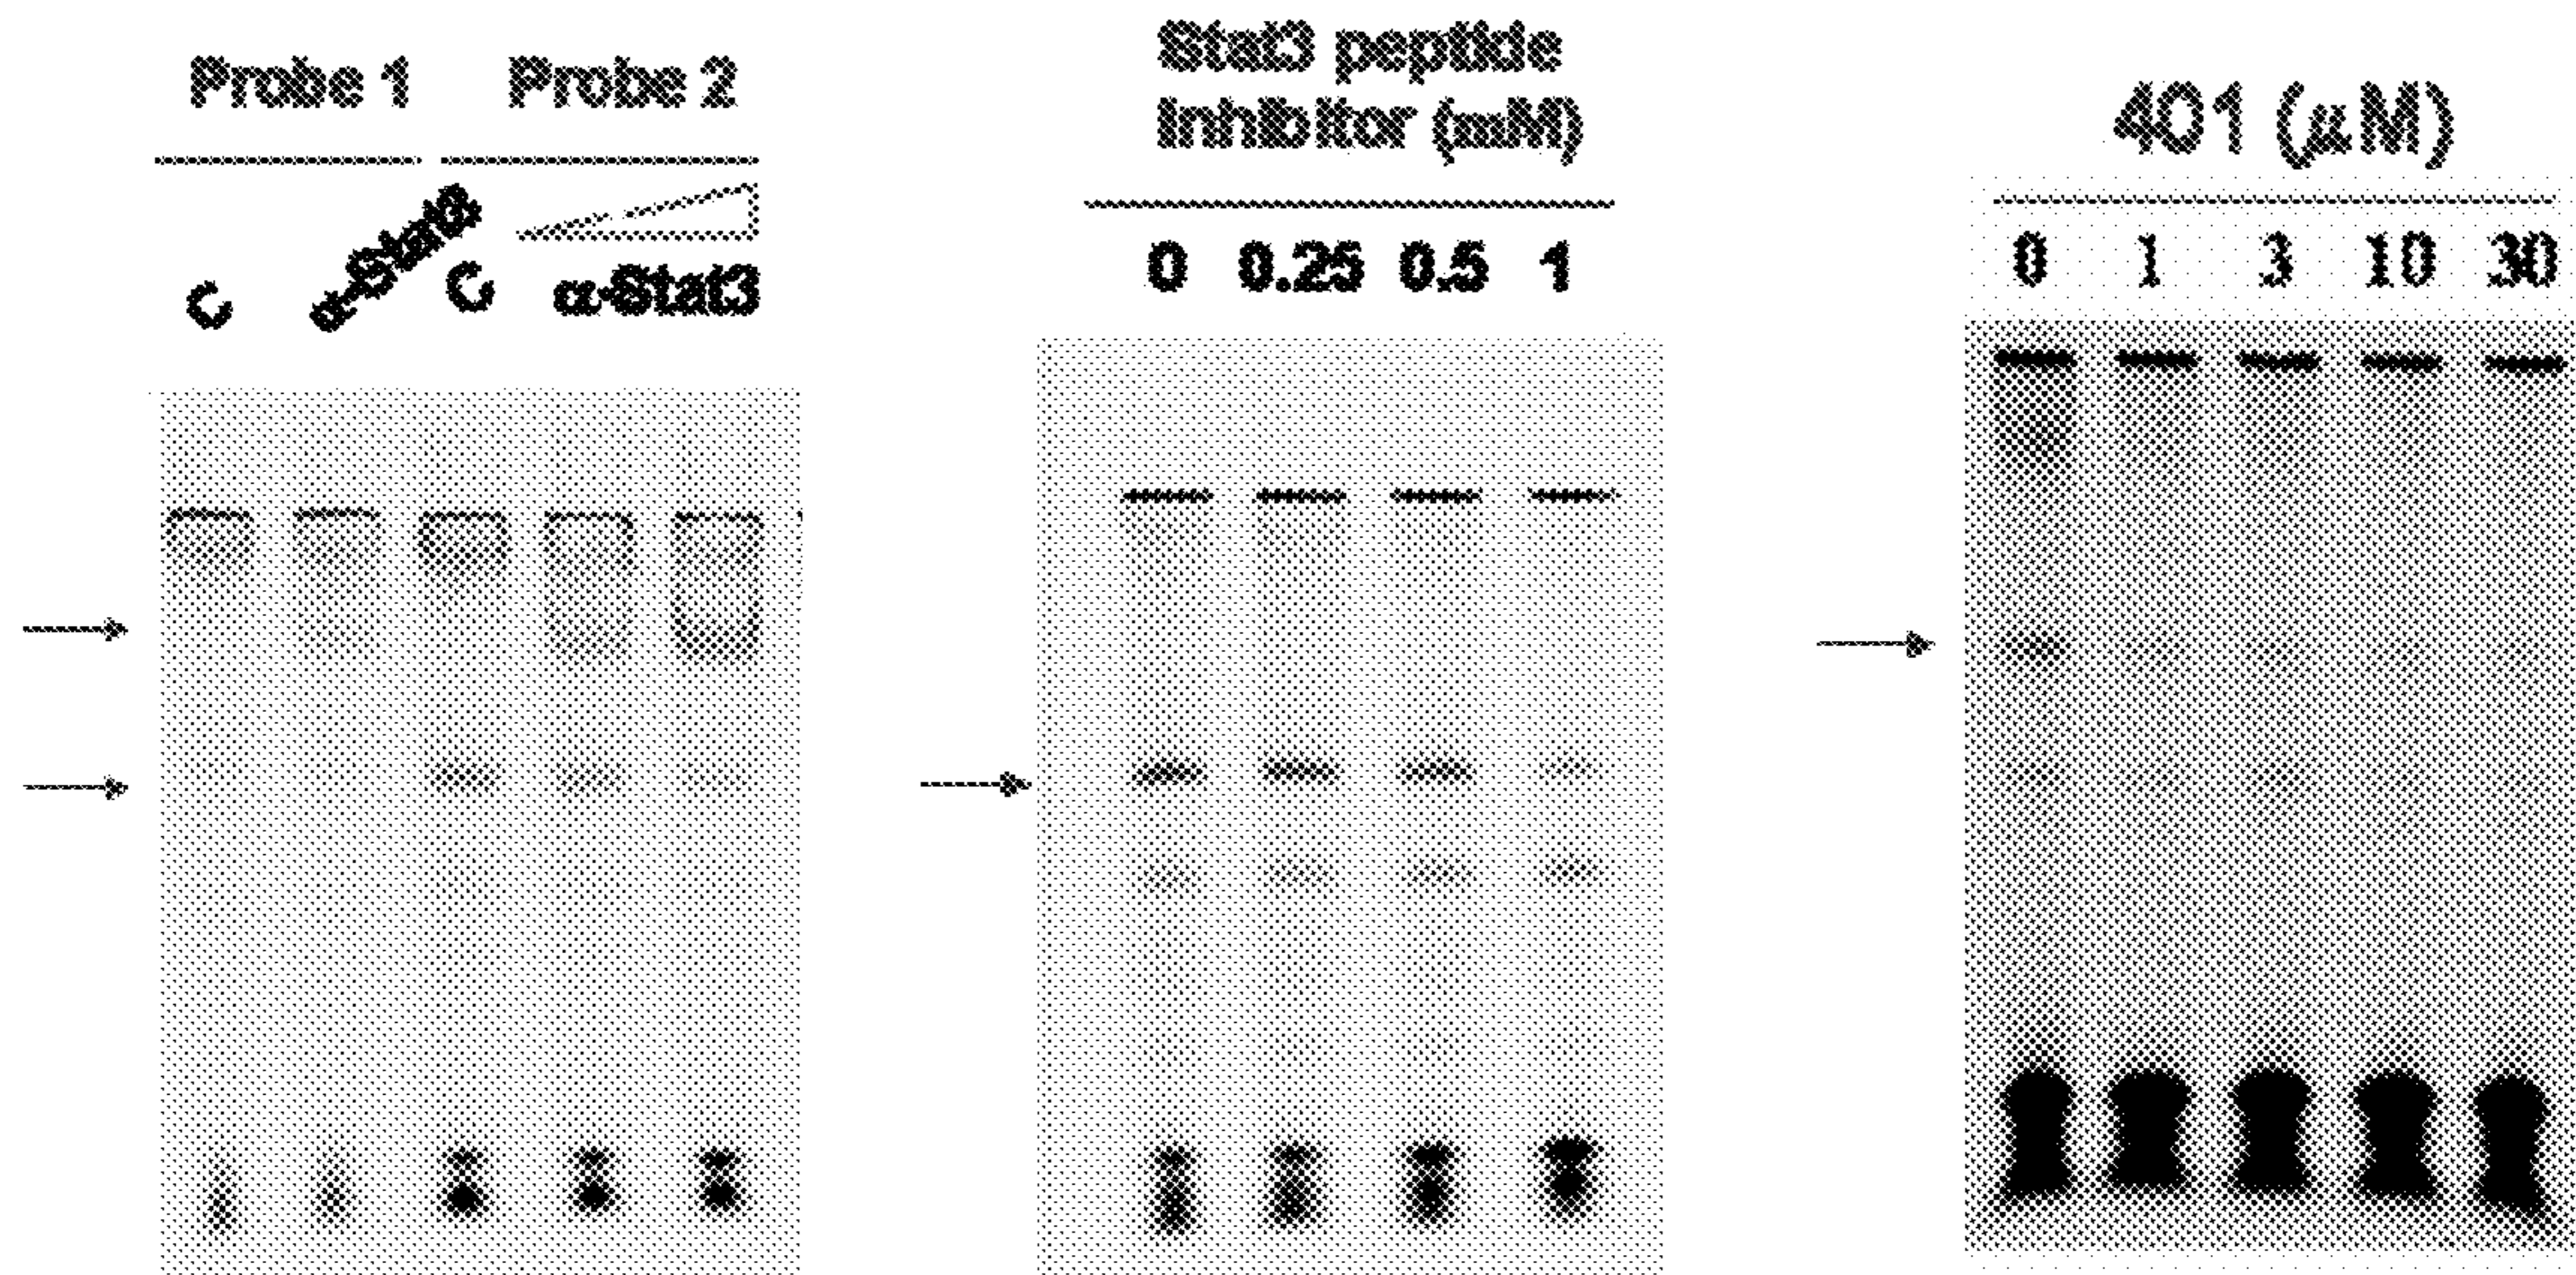 Probe 1 Probe 2
C α-Stat3 C α-Stat3
Stat3 peptide
inhibitor (mM)
0 0.25 0.5 1
401 (μM)
0 1 3 10 30